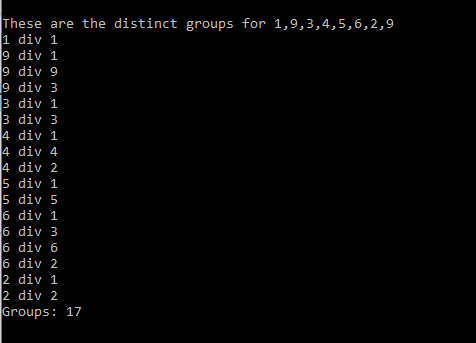 These are the distinct groups for 1,9,3,4,5,6,2,9
1 div 1
9 div 1
9 div 9
9 div 3
3 div 1
3 div 3
4 div 1
4 div 4
4 div 2
5 div 1
5 div 5
6 div 1
6 div 3
6 div 6
6 div 2
2 div 1
2 div 2
Groups: 17